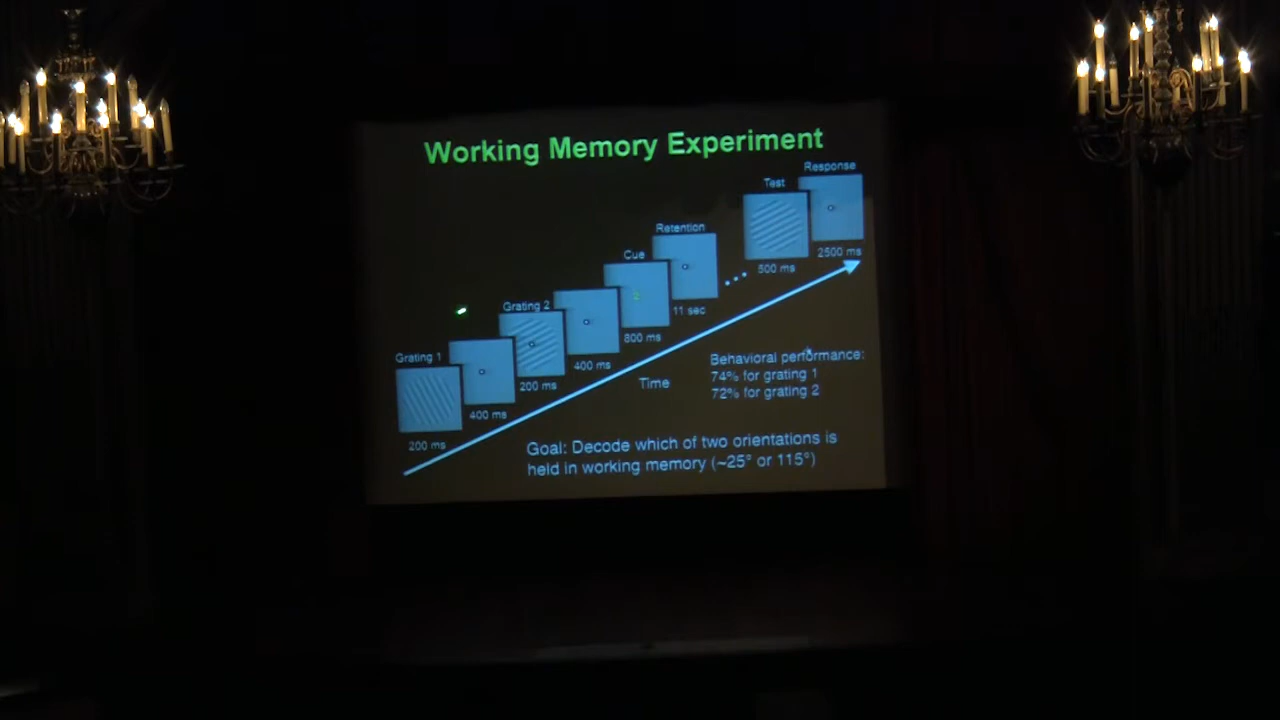 Working Memory Experiment
Response
Test
Retention
Cue
Grating 2
Grating 1
2
2500 ms
500 ms
11 sec
800 ms
400 ms
200 ms
400 ms
200 ms
Time
Behavioral performance:
74% for grating 1
72% for grating 2
Goal: Decode which of two orientations is
held in working memory (~25° or 115°)